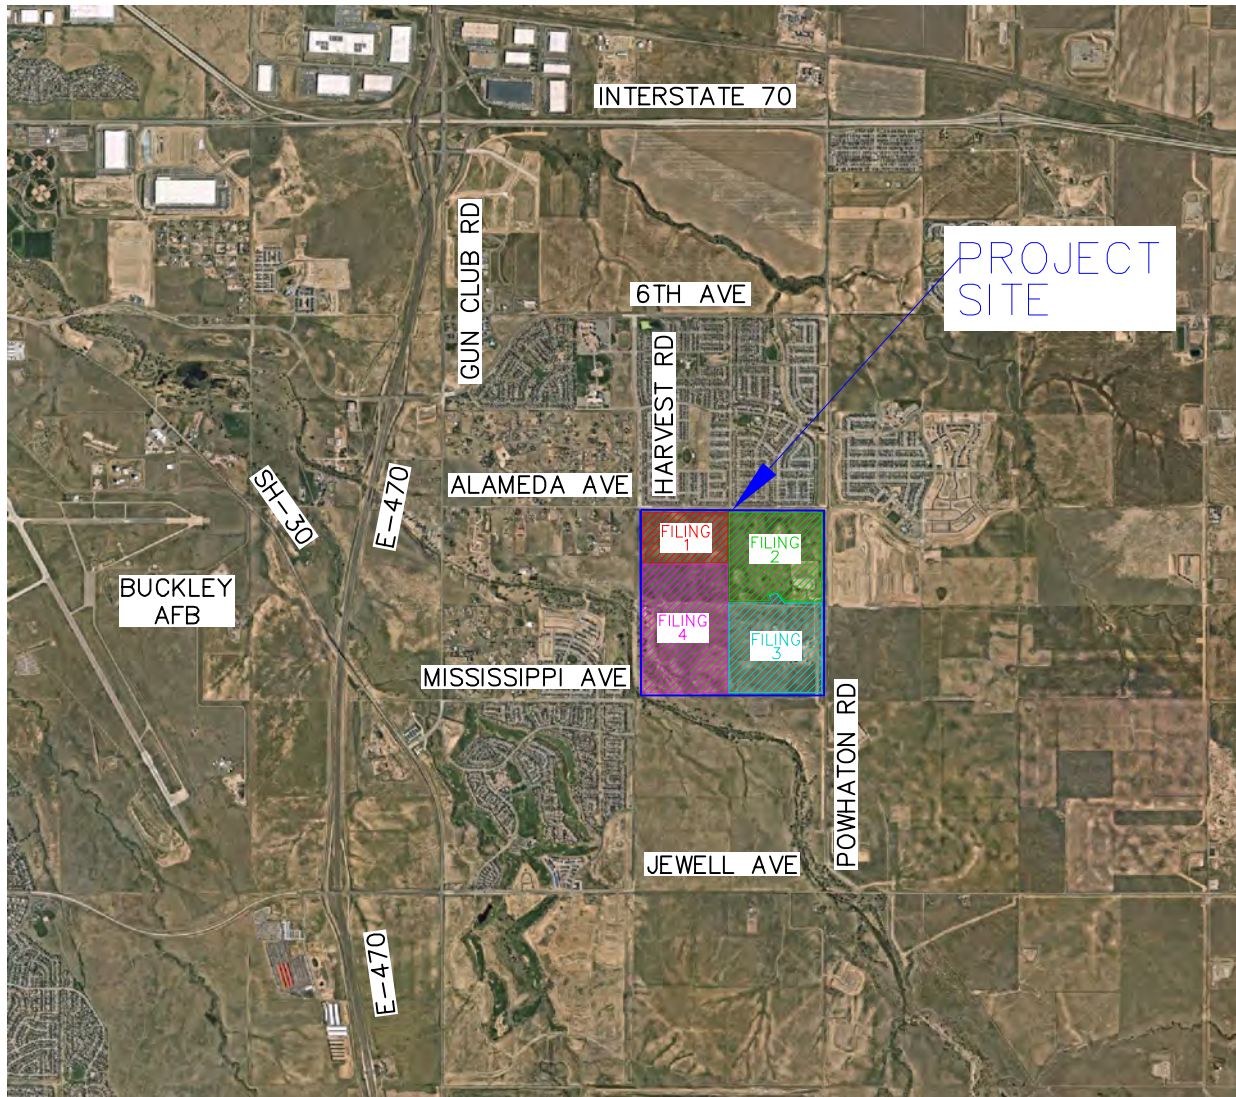 INTERSTATE 70
GUN CLUB RD
PROJECT
SITE
6TH AVE
HARVEST RD
ALAMEDA AVE
SH-30
E-470
FILING
1
FILING
2
BUCKLEY
AFB
FILING
4
FILING
3
MISSISSIPPI AVE
POWHATON RD
JEWELL AVE
E-470